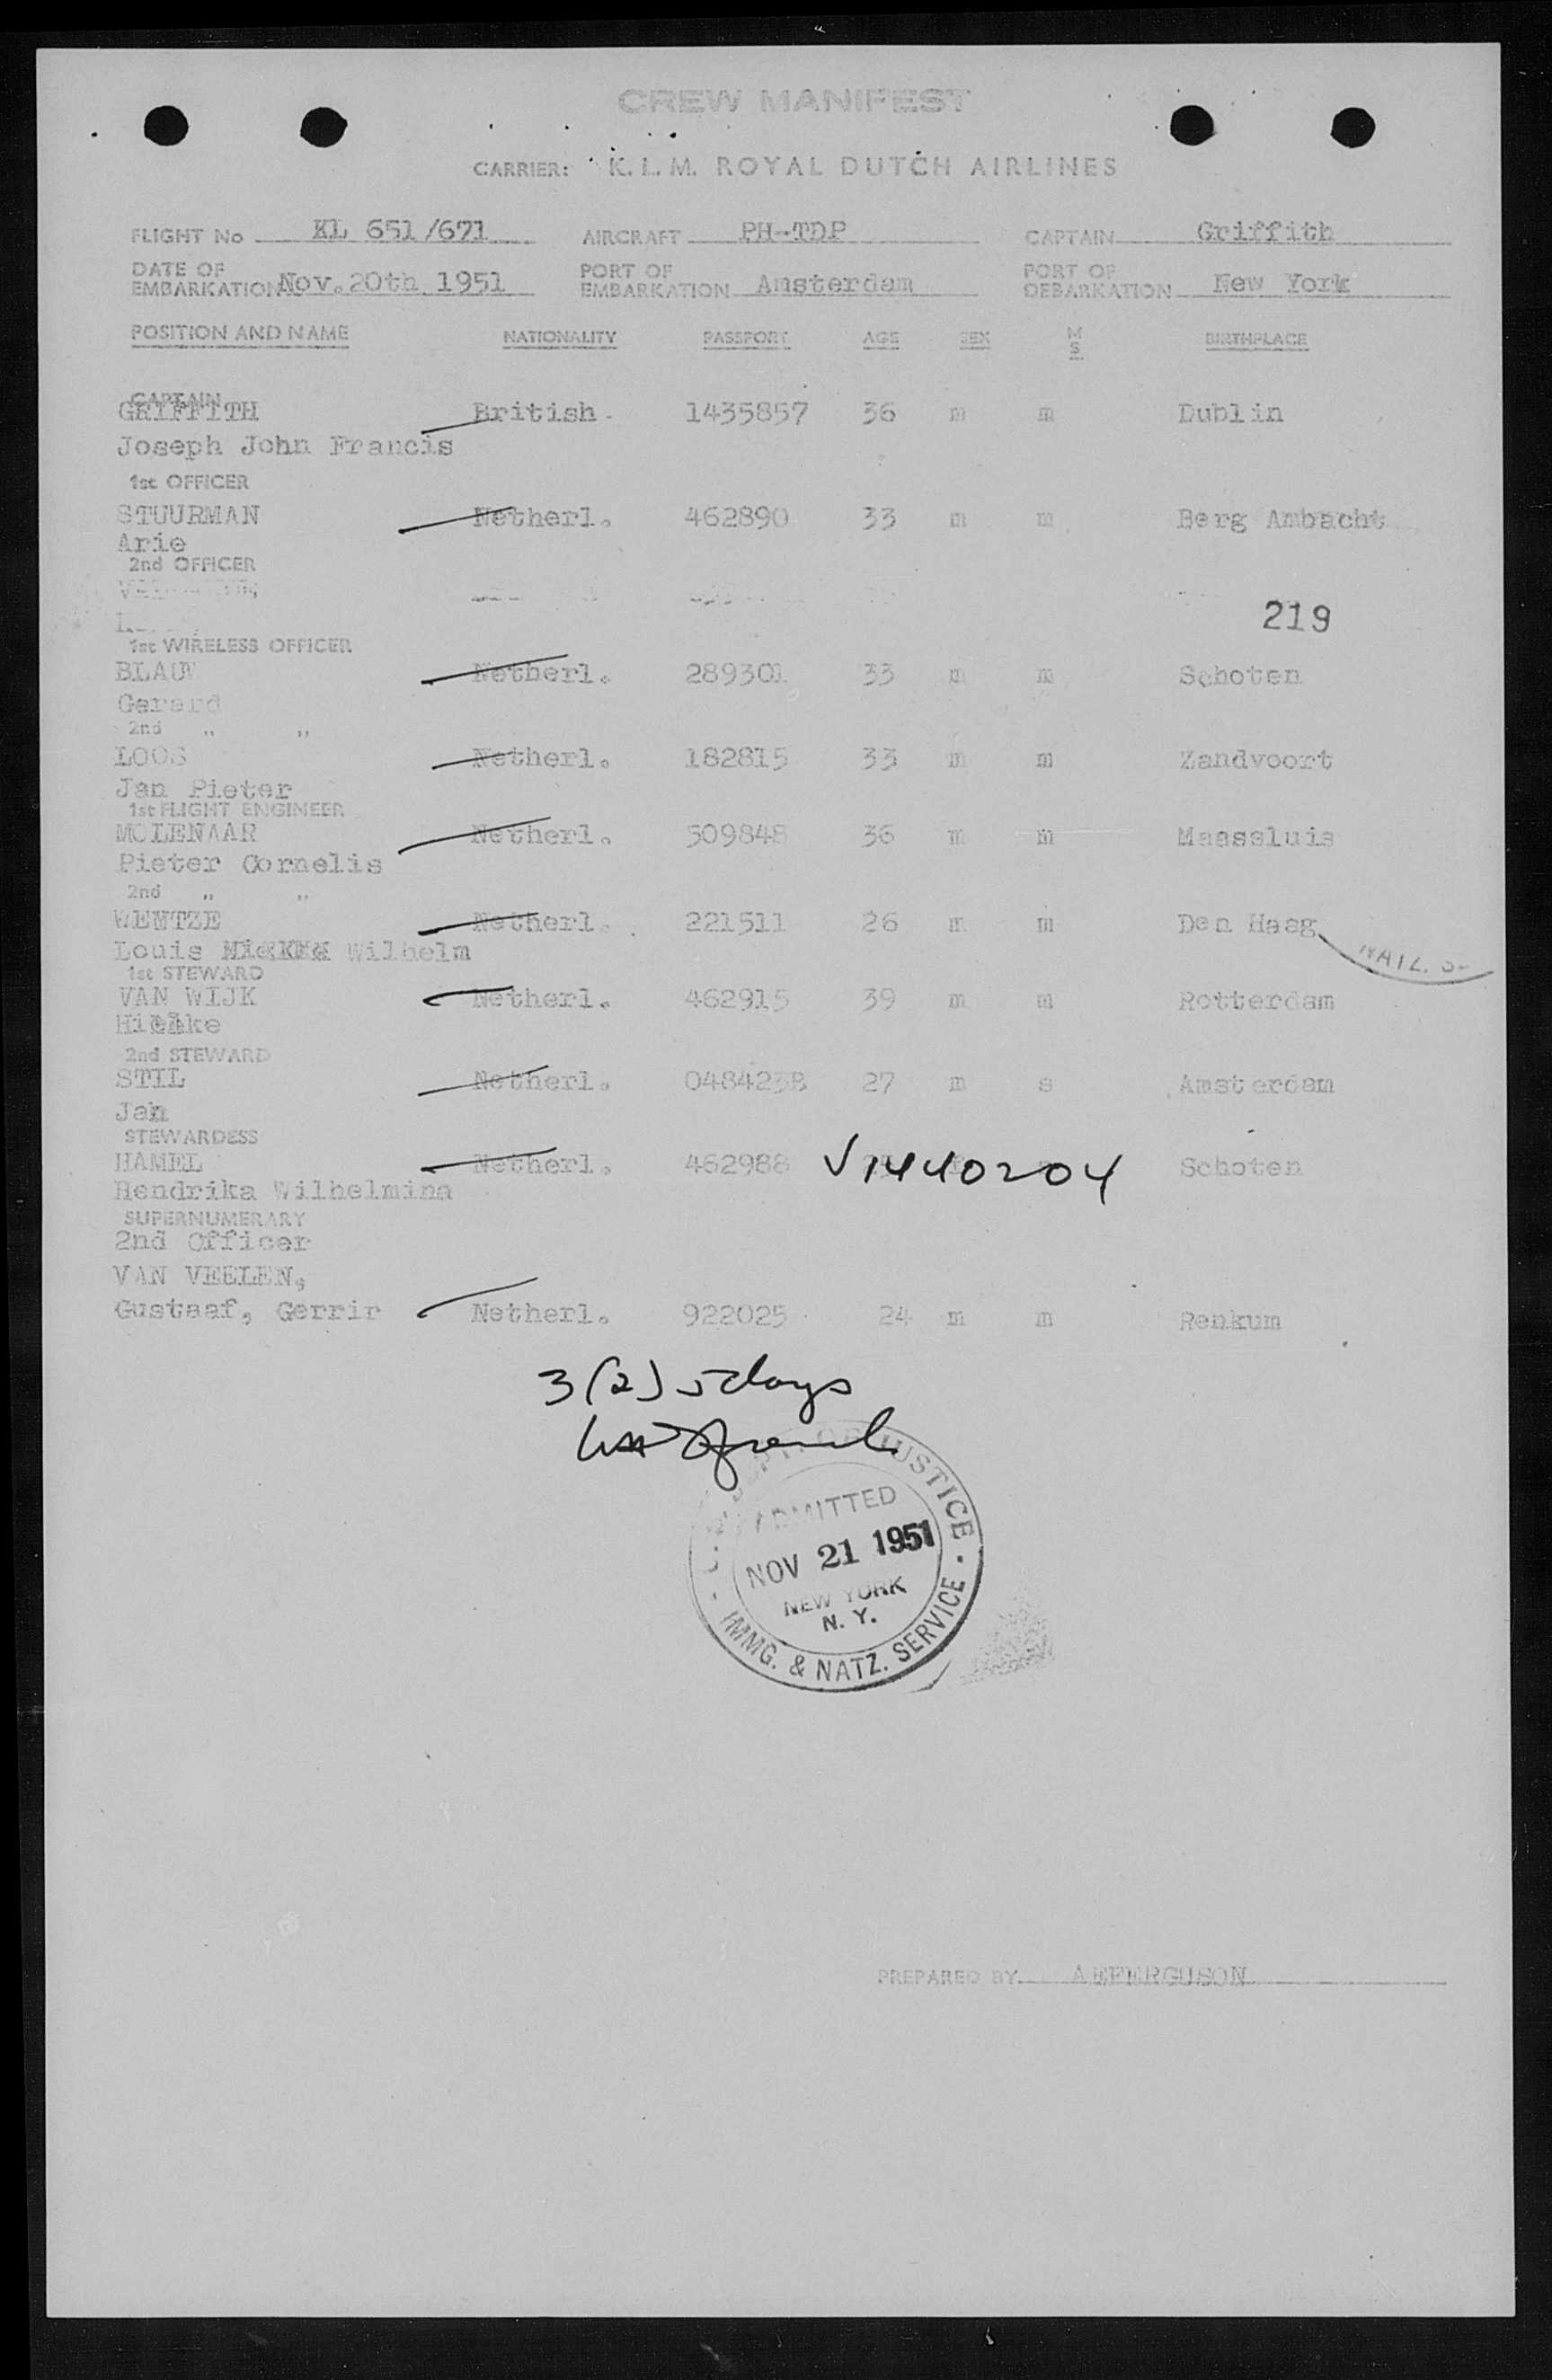 CREW MANIFEST
CARRIER: K. L. M. ROYAL DUTCH AIRLINES
FLIGHT No KL 651/671 AIRCRAFT PH-TDP CAPTAIN Griffith
DATE OF EMBARKATION Nov. 20th 1951 PORT OF EMBARKATION Amsterdam PORT OF DEBARKATION New York
POSITION AND NAME NATIONALITY PASSPORT AGE SEX M S BIRTHPLACE
CAPTAIN
GRIFFITH British 1435857 36 m m Dublin
Joseph John Francis
1st OFFICER
STUURMAN Netherl. 462890 33 m m Berg Ambacht
Arie
2nd OFFICER
219
1st WIRELESS OFFICER
BLAUW Netherl. 289301 33 m m Schoten
Gerard
2nd " "
LOOS Netherl. 182815 33 m m Zandvoort
Jan Pieter
1st FLIGHT ENGINEER
MOLENAAR Netherl. 509848 36 m m Maassluis
Pieter Cornelis
2nd " "
WENTZE Netherl. 221511 26 m m Den Haag
Louis Wilhelm
1st STEWARD
VAN WIJK Netherl. 462915 39 m m Rotterdam
2nd STEWARD
STIL Netherl. 048423B 27 m s Amsterdam
Jan
STEWARDESS
HAMEL Netherl. 462988 V1440204 Schoten
Hendrika Wilhelmina
SUPERNUMERARY
2nd Officer
VAN VEELEN,
Gustaaf, Gerrir Netherl. 922025 24 m m Renkum
3(2) 5 days
DEPT. OF JUSTICE
ADMITTED
NOV 21 1951
NEW YORK
N. Y.
IMMG. & NATZ. SERVICE
PREPARED BY AEFERGUSON